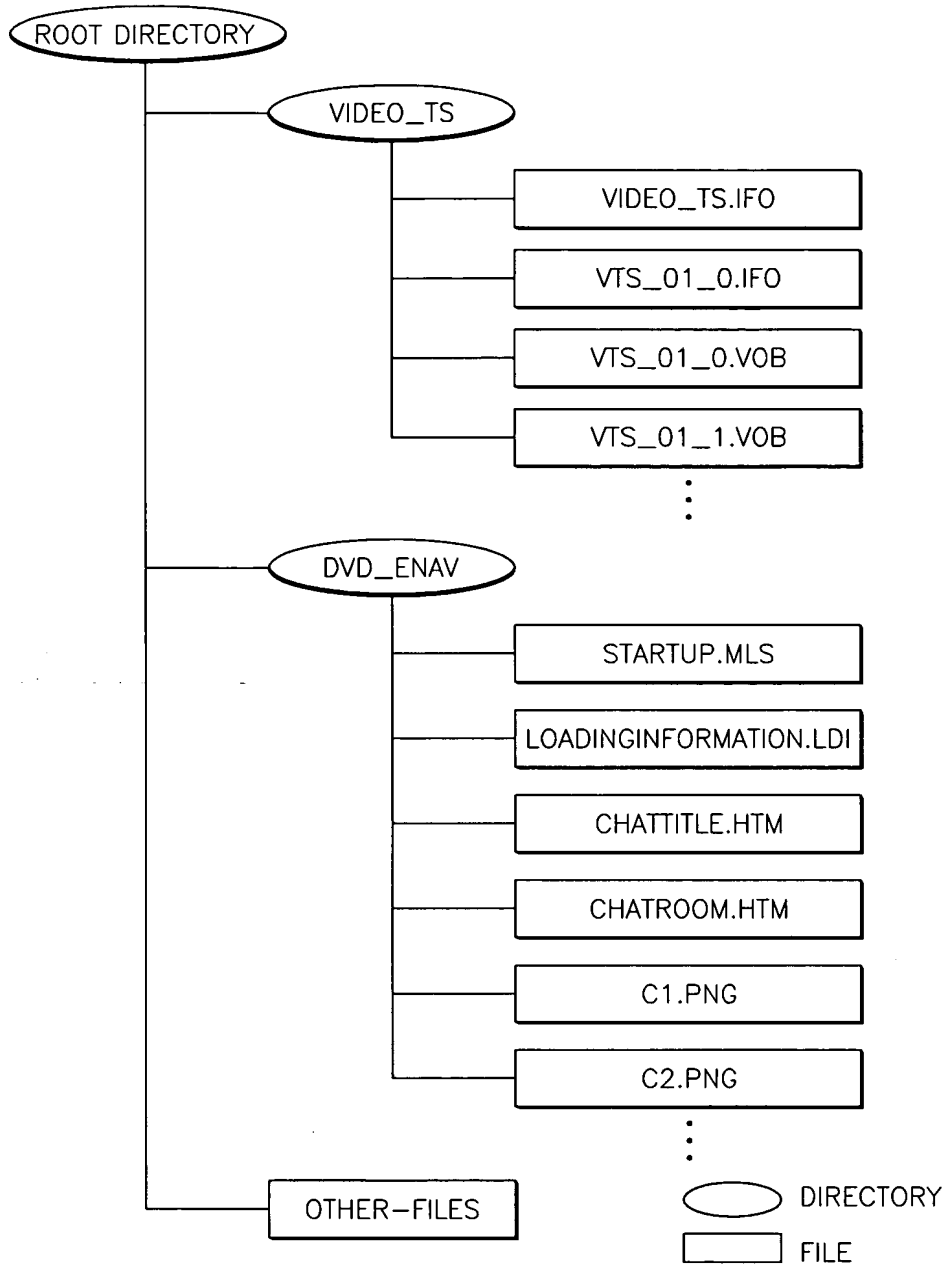 ROOT DIRECTORY
VIDEO_TS
VIDEO_TS.IFO
VTS_01_0.IFO
VTS_01_0.VOB
VTS_01_1.VOB
DVD_ENAV
STARTUP.MLS
LOADINGINFORMATION.LDI
CHATTITLE.HTM
CHATROOM.HTM
C1.PNG
C2.PNG
OTHER-FILES
DIRECTORY
FILE